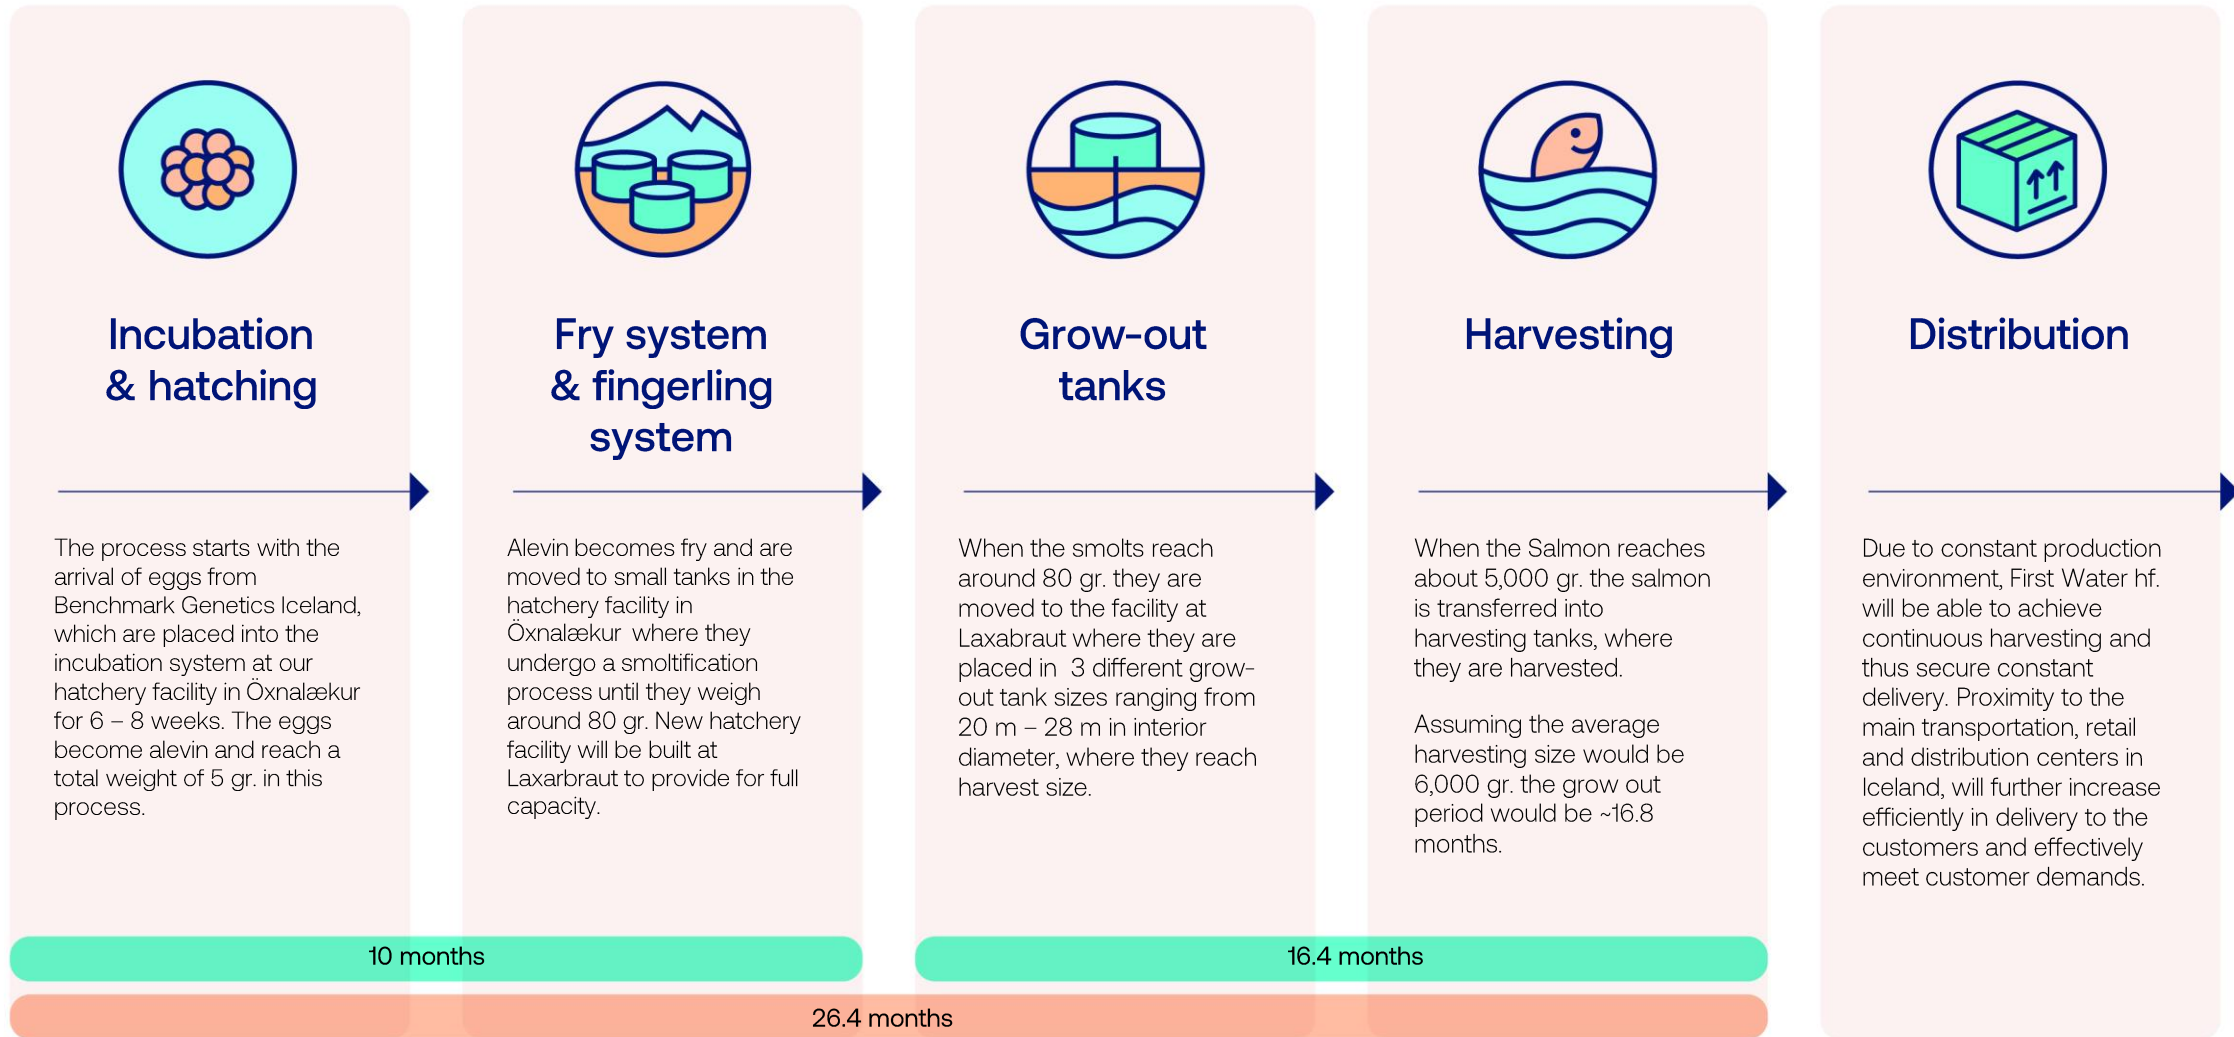 Incubation
& hatching
The process starts with the
arrival of eggs from
Benchmark Genetics Iceland,
which are placed into the
incubation system at our
hatchery facility in Öxnalækur
for 6 – 8 weeks. The eggs
become alevin and reach a
total weight of 5 gr. in this
process.
Fry system
& fingerling
system
Alevin becomes fry and are
moved to small tanks in the
hatchery facility in
Öxnalækur where they
undergo a smoltification
process until they weigh
around 80 gr. New hatchery
facility will be built at
Laxarbraut to provide for full
capacity.
Grow-out
tanks
When the smolts reach
around 80 gr. they are
moved to the facility at
Laxabraut where they are
placed in 3 different grow-
out tank sizes ranging from
20 m – 28 m in interior
diameter, where they reach
harvest size.
Harvesting
When the Salmon reaches
about 5,000 gr. the salmon
is transferred into
harvesting tanks, where
they are harvested.
Assuming the average
harvesting size would be
6,000 gr. the grow out
period would be ~16.8
months.
Distribution
Due to constant production
environment, First Water hf.
will be able to achieve
continuous harvesting and
thus secure constant
delivery. Proximity to the
main transportation, retail
and distribution centers in
Iceland, will further increase
efficiently in delivery to the
customers and effectively
meet customer demands.
10 months
16.4 months
26.4 months